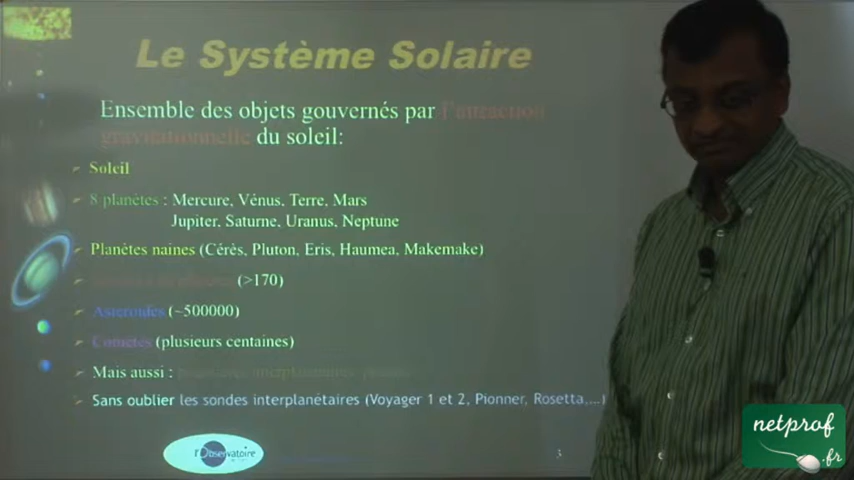 Le Système Solaire
Ensemble des objets gouvernés par l'attraction
gravitationnelle du soleil:
Soleil
8 planètes : Mercure, Vénus, Terre, Mars
Jupiter, Saturne, Uranus, Neptune
Planètes naines (Cérès, Pluton, Eris, Haumea, Makemake)
(>170)
Asteroïdes (~500000)
Comètes (plusieurs centaines)
Mais aussi : interplanétaires
Sans oublier les sondes interplanétaires (Voyager 1 et 2, Pionner, Rosetta,...)
l'Observatoire
3
netprof
.fr